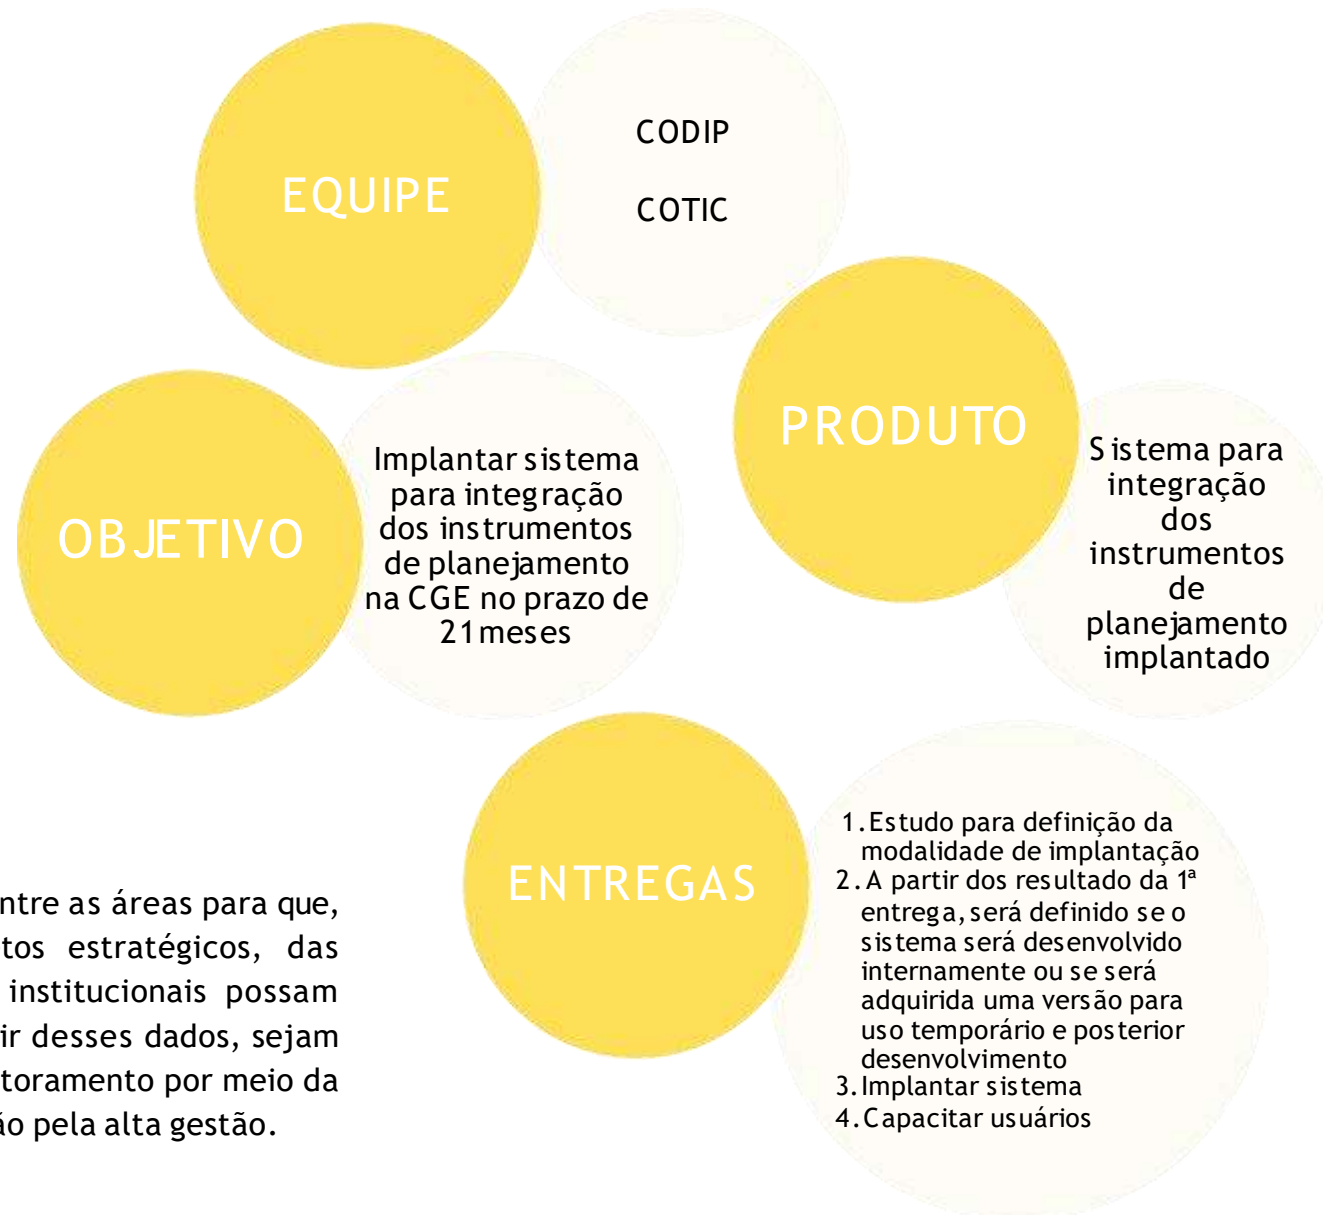 EQUIPE
CODIP
COTIC
PRODUTO
Sistema para
integração
dos
instrumentos
de
planejamento
implantado
OBJETIVO
Implantar sistema
para integração
dos instrumentos
de planejamento
na CGE no prazo de
21 meses
ENTREGAS
1.Estudo para definição da
modalidade de implantação
2. A partir dos resultado da 1ª
entrega, será definido se o
sistema será desenvolvido
internamente ou se será
adquirida uma versão para
uso temporário e posterior
desenvolvimento
3.Implantar sistema
4.Capacitar usuários
ntre as áreas para que,
tos estratégicos, das
institucionais possam
ir desses dados, sejam
toramento por meio da
ão pela alta gestão.